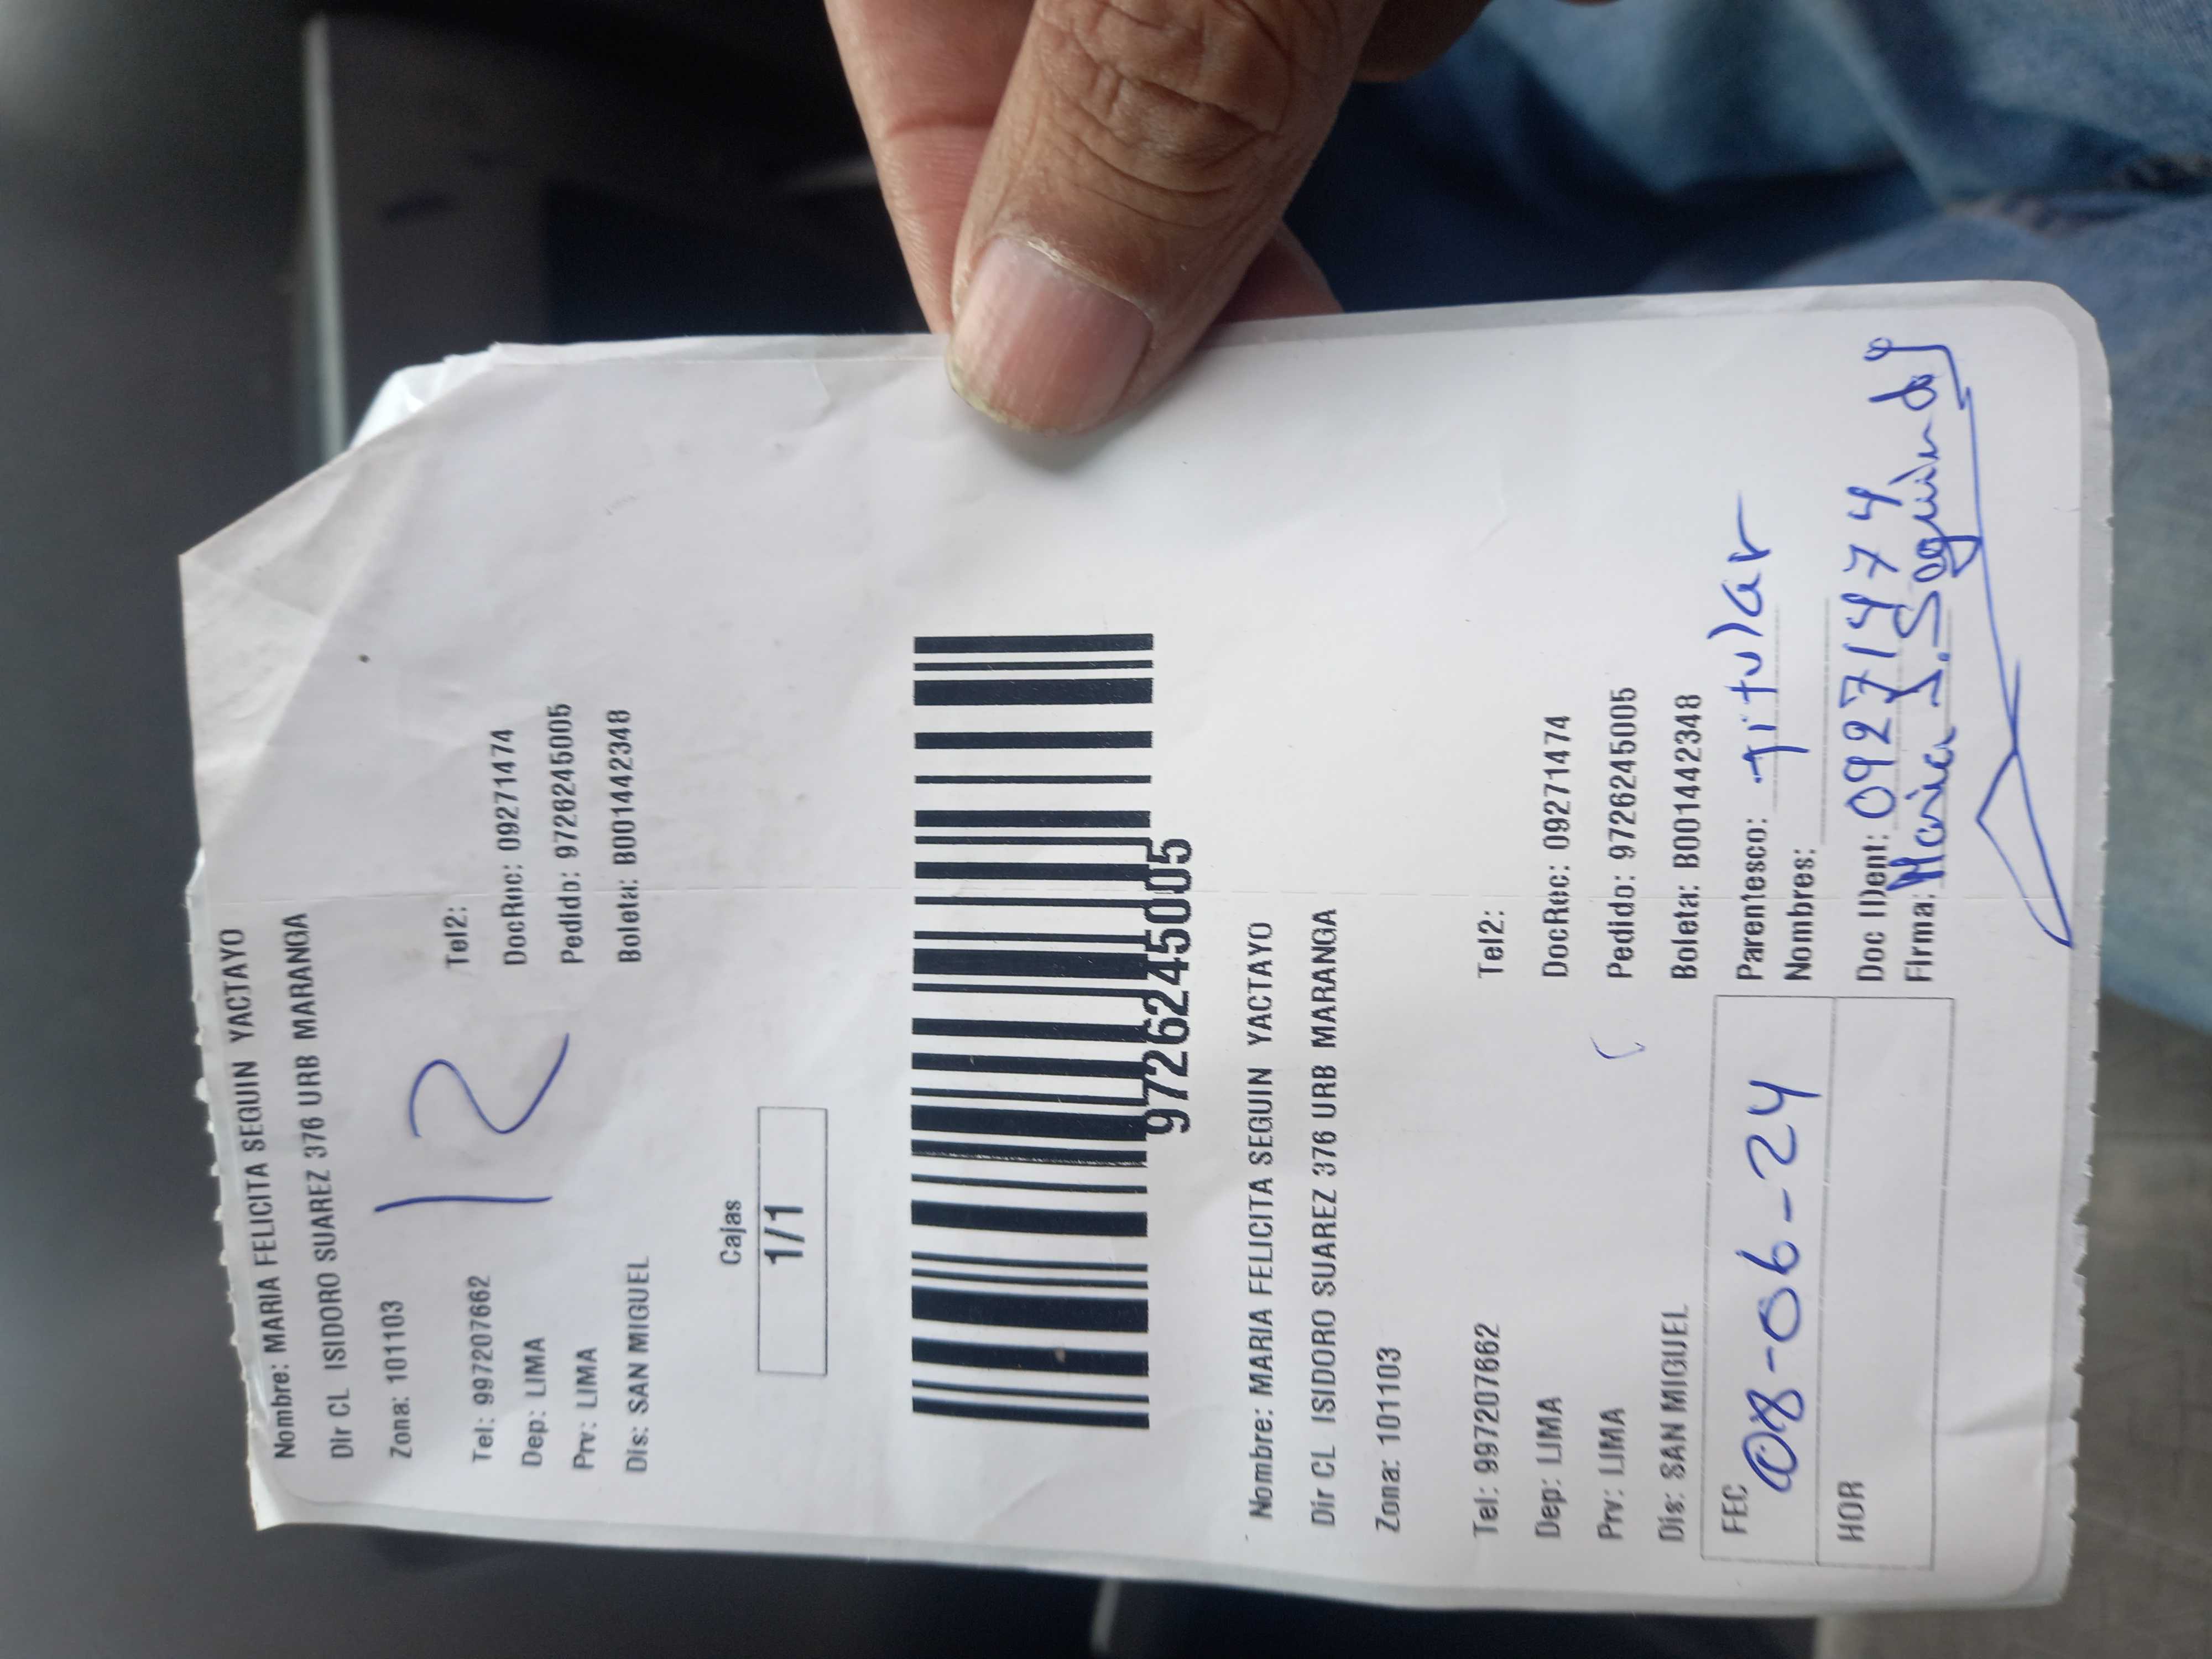 Nombre: MARIA FELICITA SEGUIN YACTAYO
Dir CL ISIDORO SUAREZ 376 URB MARANGA
Zona: 101103
12
Tel: 997207662 Tel2:
Dep: LIMA DocRec: 09271474
Prv: LIMA Pedido: 97262450​05
Dis: SAN MIGUEL Boleta: B001442348
Cajas
1/1
9726245005
Nombre: MARIA FELICITA SEGUIN YACTAYO
Dir CL ISIDORO SUAREZ 376 URB MARANGA
Zona: 101103
Tel: 997207662 Tel2:
Dep: LIMA DocRec: 09271474
Prv: LIMA Pedido: 9726245005
Dis: SAN MIGUEL Boleta: B001442348
FEC 08-06-24 Parentesco: titular
Nombres:
HOR Doc IDent: 09271474
Firma: Maria